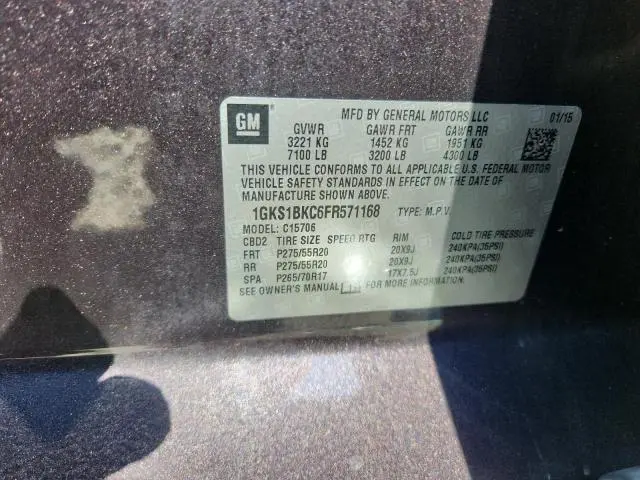 GM
MFD BY GENERAL MOTORS LLC 01/15
GVWR GAWR FRT GAWR RR
3221 KG 1452 KG 1951 KG
7100 LB 3200 LB 4300 LB
THIS VEHICLE CONFORMS TO ALL APPLICABLE U.S. FEDERAL MOTOR
VEHICLE SAFETY STANDARDS IN EFFECT ON THE DATE OF
MANUFACTURE SHOWN ABOVE.
1GKS1BKC6FR571168 TYPE: M.P.V.
MODEL: C15706
CBD2 TIRE SIZE SPEED RTG RIM COLD TIRE PRESSURE
FRT P275/55R20 20X9J 240KPA(35PSI)
RR P275/55R20 20X9J 240KPA(35PSI)
SPA P265/70R17 17X7.5J 240KPA(35PSI)
SEE OWNER'S MANUAL FOR MORE INFORMATION.